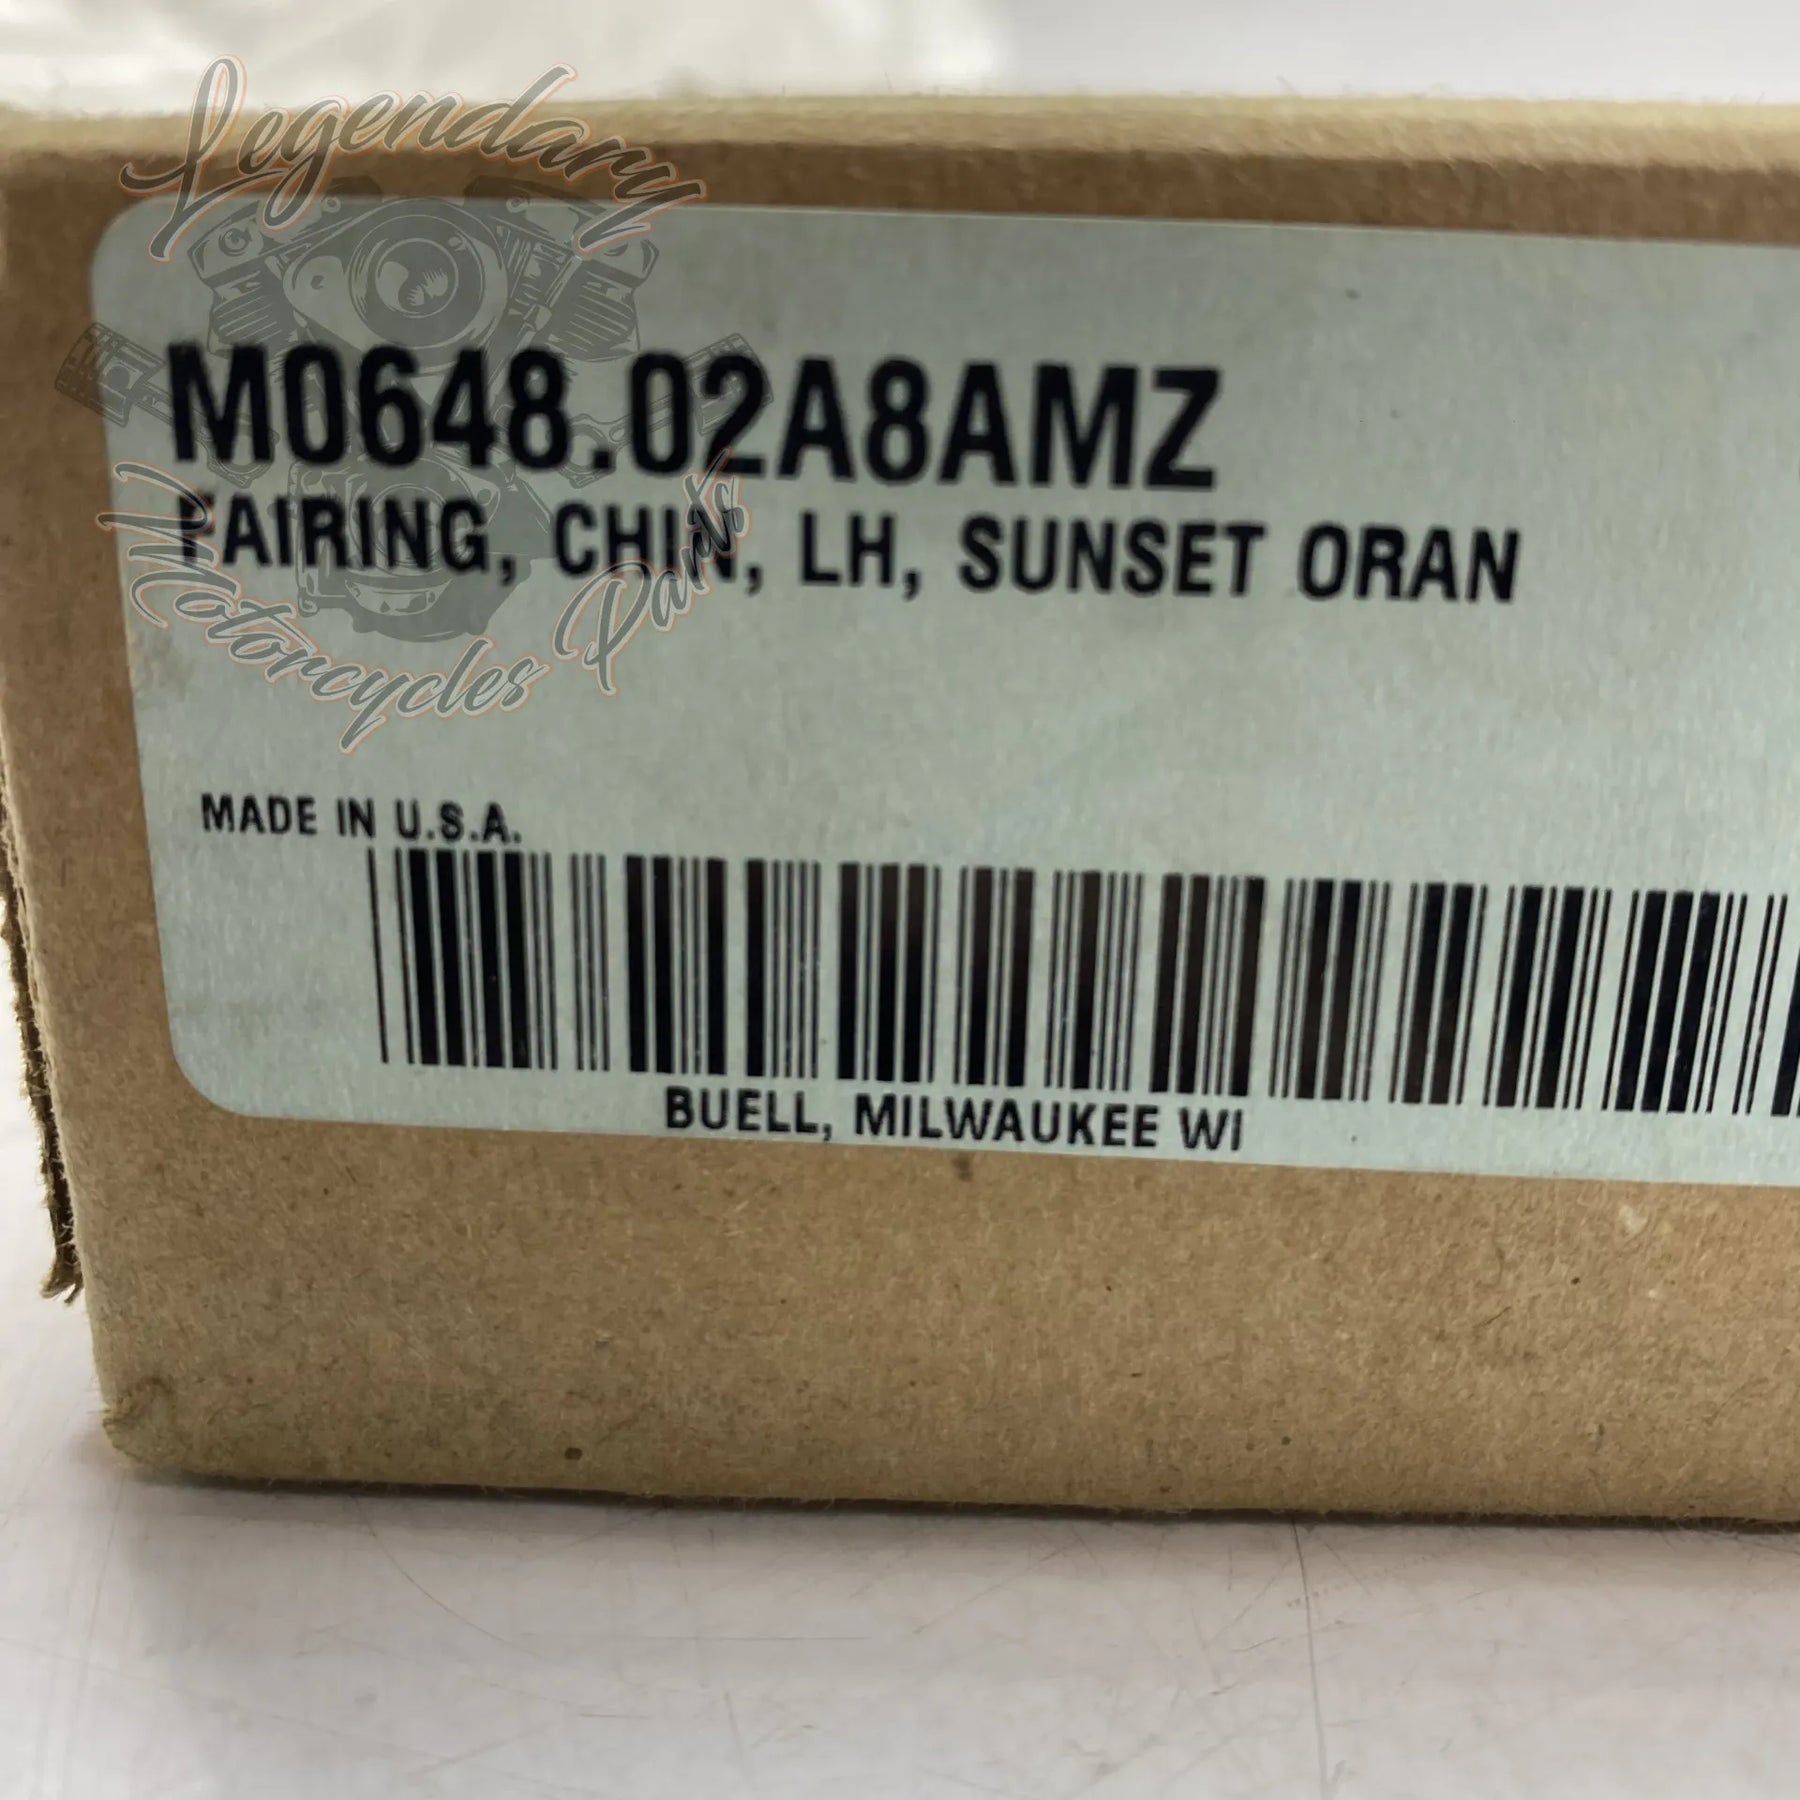 Legendary
M0648.02A8AMZ
FAIRING, CHIN, LH, SUNSET ORAN
Motorcycles Parts
MADE IN U.S.A.
BUELL, MILWAUKEE WI